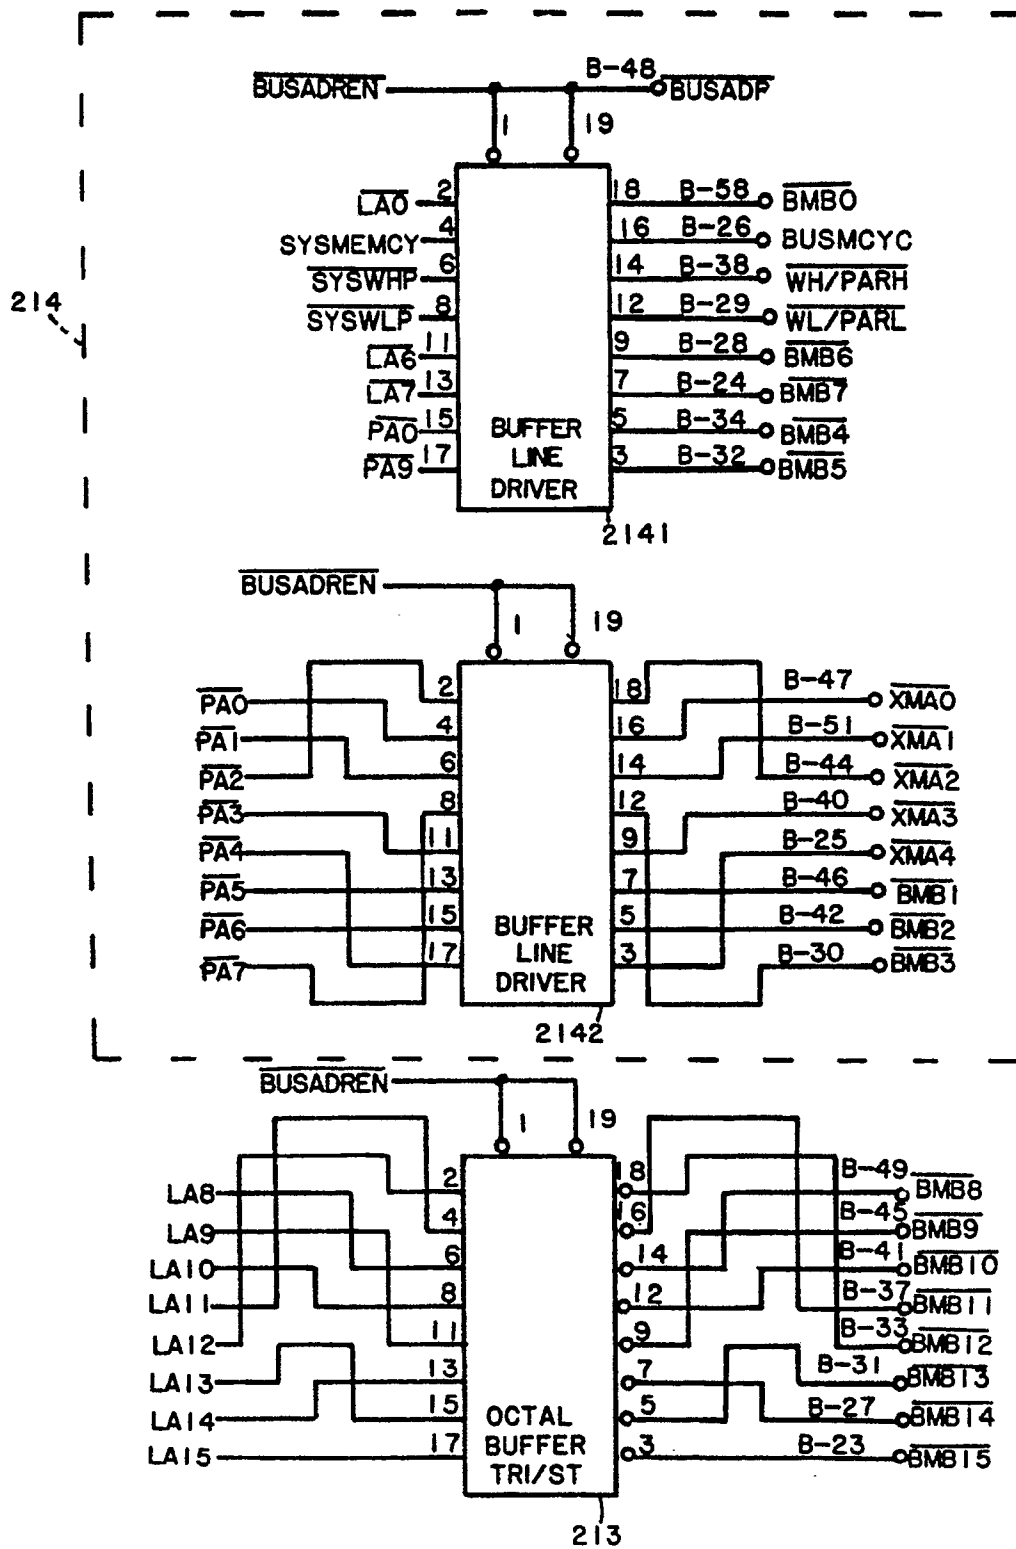 B-48
BUSADREN BUSADP
1 19
LA0 2 18 B-58 BMB0
SYSMEMCY 4 16 B-26 BUSMCYC
SYSWHP 6 14 B-38 WH/PARH
214 SYSWLP 8 12 B-29 WL/PARL
LA6 11 9 B-28 BMB6
LA7 13 7 B-24 BMB7
PA0 15 BUFFER 5 B-34 BMB4
PA9 17 LINE 3 B-32 BMB5
DRIVER
2141
BUSADREN
1 19
PA0 2 18 B-47 XMA0
PA1 4 16 B-51 XMA1
PA2 6 14 B-44 XMA2
PA3 8 12 B-40 XMA3
PA4 11 9 B-25 XMA4
PA5 13 7 B-46 BMB1
PA6 15 BUFFER 5 B-42 BMB2
PA7 17 LINE 3 B-30 BMB3
DRIVER
2142
BUSADREN
1 19
LA8 2 18 B-49 BMB8
LA9 4 16 B-45 BMB9
LA10 6 14 B-41 BMB10
LA11 8 12 B-37 BMB11
LA12 11 9 B-33 BMB12
LA13 13 7 B-31 BMB13
LA14 15 OCTAL 5 B-27 BMB14
LA15 17 BUFFER 3 B-23 BMB15
TRI/ST
213